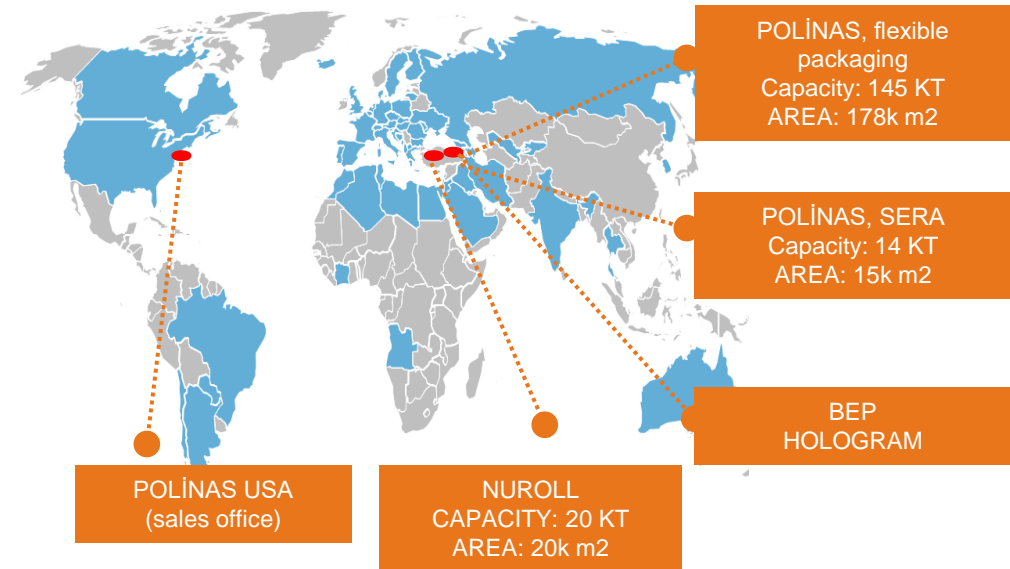 POLİNAS, flexible
packaging
Capacity: 145 KT
AREA: 178k m2
POLİNAS, SERA
Capacity: 14 KT
AREA: 15k m2
BEP
HOLOGRAM
POLİNAS USA
(sales office)
NUROLL
CAPACITY: 20 KT
AREA: 20k m2